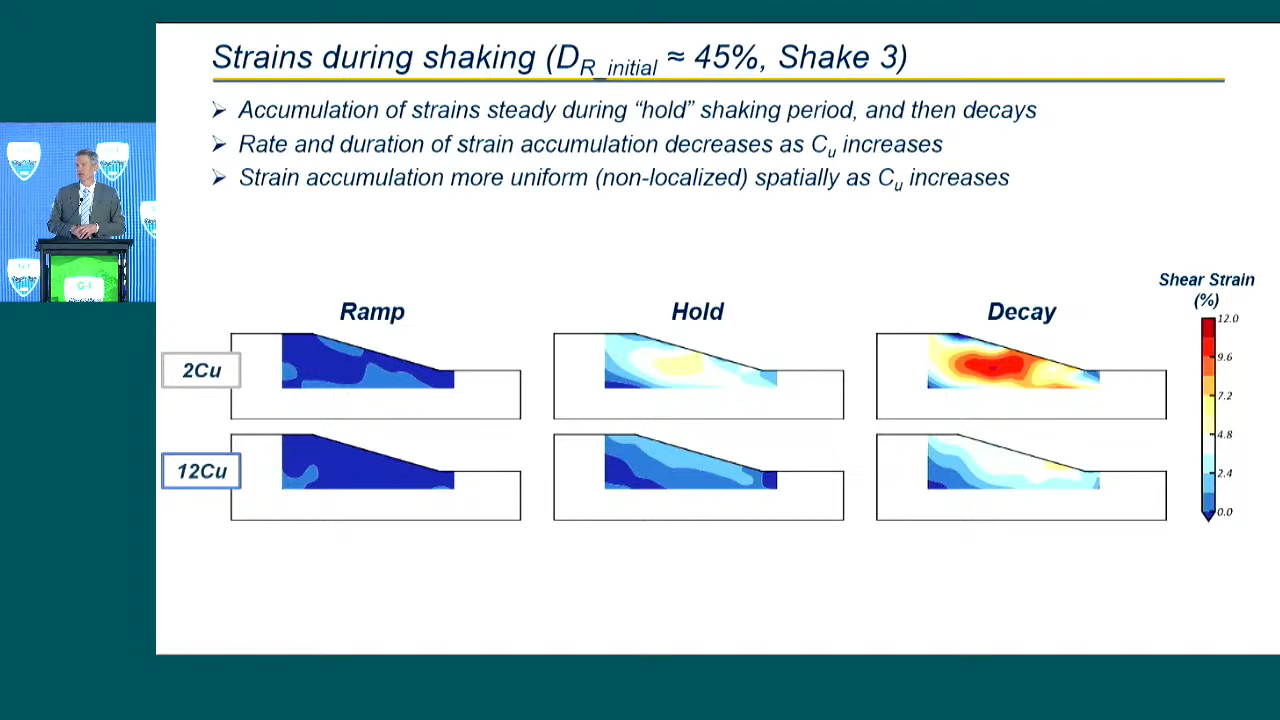 Strains during shaking (DR_initial ≈ 45%, Shake 3)
➢ Accumulation of strains steady during “hold” shaking period, and then decays
➢ Rate and duration of strain accumulation decreases as Cu increases
➢ Strain accumulation more uniform (non-localized) spatially as Cu increases
Shear Strain
(%)
Ramp
Hold
Decay
2Cu
12Cu
12.0
9.6
7.2
4.8
2.4
0.0
G-I